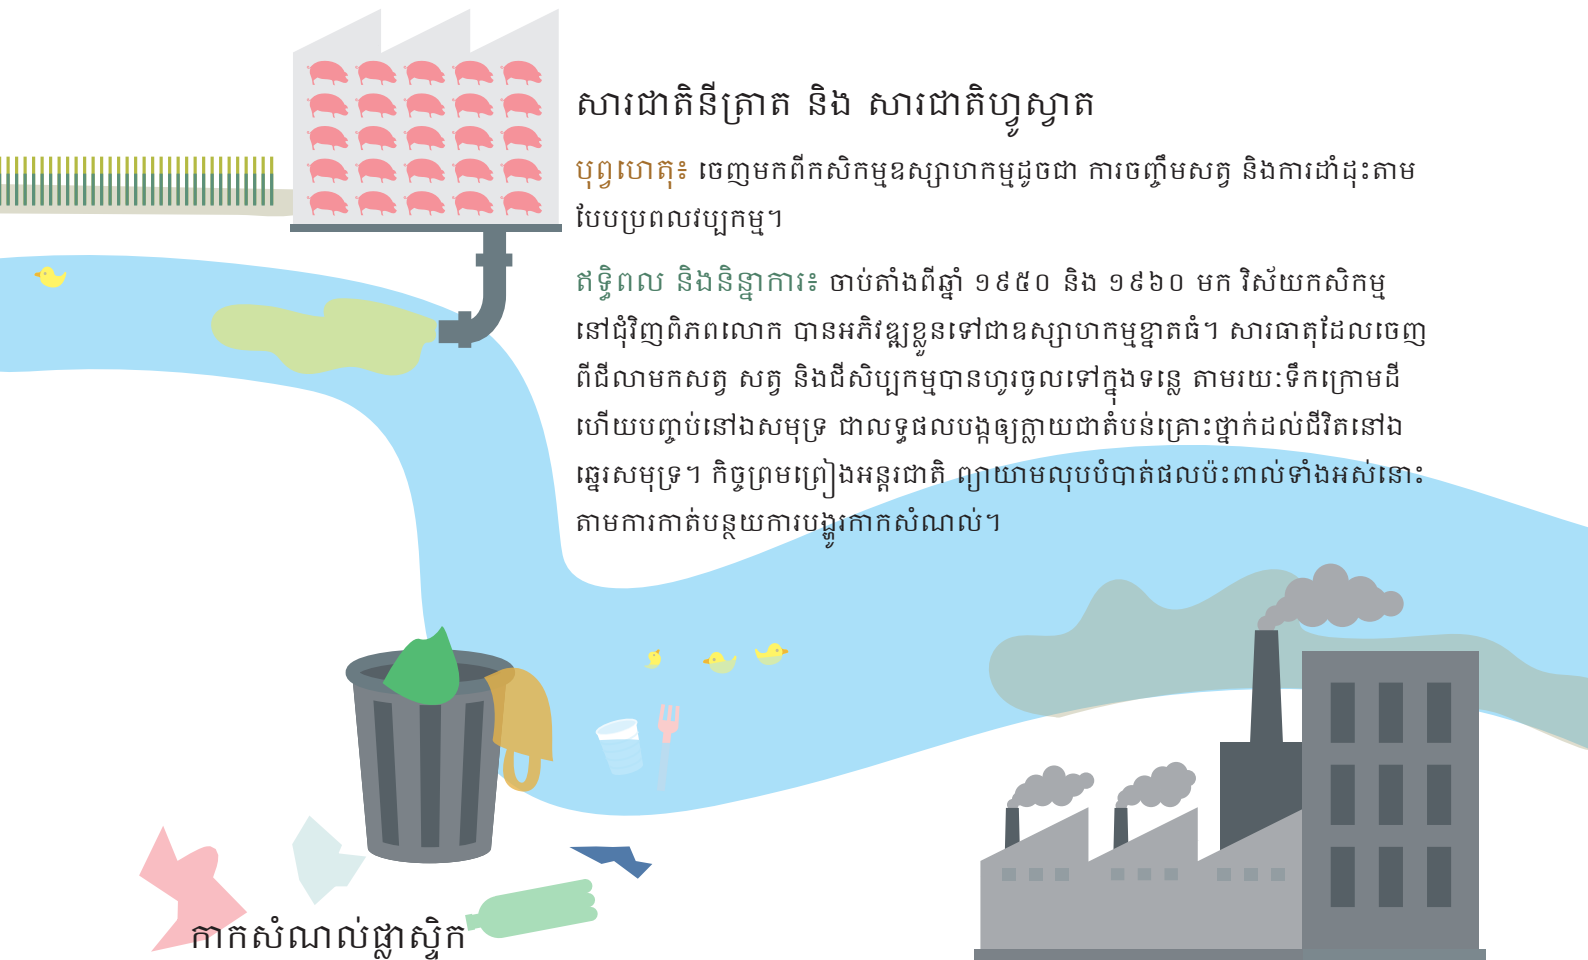 សារជាតិនីត្រាត និង សារជាតិហ្វូស្វាត
បុព្វហេតុ៖ ចេញមកពីកសិកម្មឧស្សាហកម្មដូចជា ការចញ្ចឹមសត្វ និងការដាំដុះតាម
បែបប្រពលវប្បកម្ម។
ឥទ្ធិពល និងនិន្នាការ៖ ចាប់តាំងពីឆ្នាំ ១៩៥០ និង ១៩៦០ មក វិស័យកសិកម្ម
នៅជុំវិញពិភពលោក បានអភិវឌ្ឍខ្លួនទៅជាឧស្សាហកម្មខ្នាតធំ។ សារធាតុដែលចេញ
ពីជីលាមកសត្វ សត្វ និងជីសិប្បកម្មបានហូរចូលទៅក្នុងទន្លេ តាមរយៈទឹកក្រោមដី
ហើយបញ្ចប់នៅឯសមុទ្រ ជាលទ្ធផលបង្កឲ្យក្លាយជាតំបន់គ្រោះថ្នាក់ដល់ជីវិតនៅឯ
ឆ្នេរសមុទ្រ។ កិច្ចព្រមព្រៀងអន្តរជាតិ ព្យាយាមលុបបំបាត់ផលប៉ះពាល់ទាំងអស់នោះ
តាមការកាត់បន្ថយការបង្ហូរកាកសំណល់។
កាកសំណល់ផ្លាស្ទិក